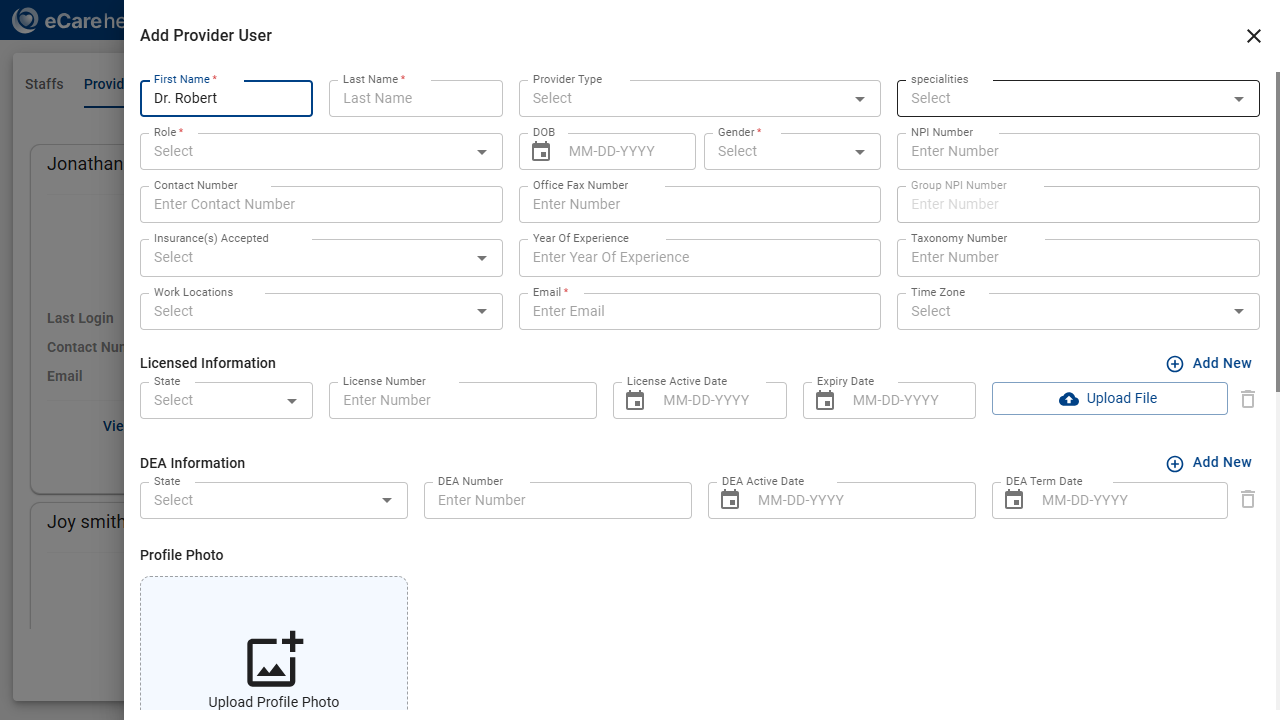 eCare he
Add Provider User
Staffs
Provid
First Name *
Dr. Robert
Last Name *
Last Name
Provider Type
Select
specialities
Select
Role *
Select
DOB
MM-DD-YYYY
Gender *
Select
NPI Number
Enter Number
Contact Number
Enter Contact Number
Office Fax Number
Enter Number
Group NPI Number
Enter Number
Insurance(s) Accepted
Select
Year Of Experience
Enter Year Of Experience
Taxonomy Number
Enter Number
Work Locations
Select
Email *
Enter Email
Time Zone
Select
Jonathan
Last Login
Contact Nur
Email
Vie
Joy smith
Licensed Information
Add New
State
Select
License Number
Enter Number
License Active Date
MM-DD-YYYY
Expiry Date
MM-DD-YYYY
Upload File
DEA Information
Add New
State
Select
DEA Number
Enter Number
DEA Active Date
MM-DD-YYYY
DEA Term Date
MM-DD-YYYY
Profile Photo
Upload Profile Photo